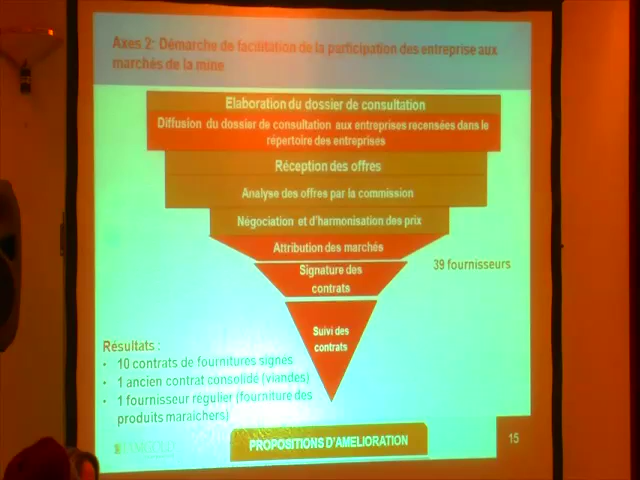 Axes 2: Démarche de facilitation de la participation des entreprise aux
marchés de la mine
Elaboration du dossier de consultation
Diffusion du dossier de consultation aux entreprises recensées dans le
répertoire des entreprises
Réception des offres
Analyse des offres par la commission
Négociation et d'harmonisation des prix
Attribution des marchés
Signature des
contrats
39 fournisseurs
Suivi des
contrats
Résultats :
• 10 contrats de fournitures signés
• 1 ancien contrat consolidé (viandes)
• 1 fournisseur régulier (fourniture des
produits maraichers)
PROPOSITIONS D'AMELIORATION
15